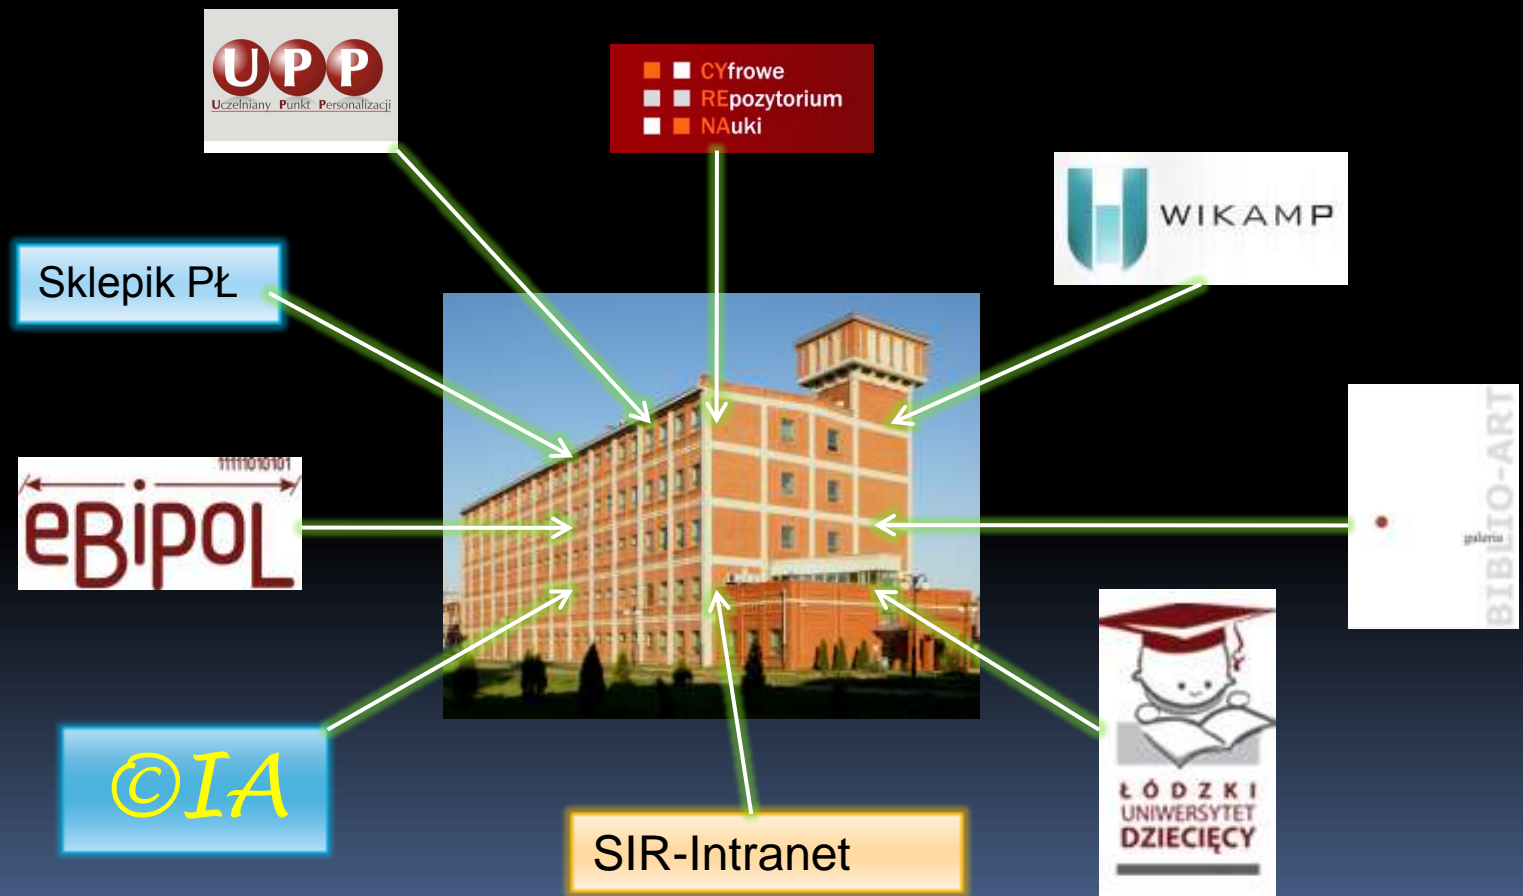 UPP
Uczelniany Punkt Personalizacji
CYfrowe
REpozytorium
NAuki
WIKAMP
Sklepik PŁ
11111010101
eBiPOL
galeria
BIBLIO-ART
©IA
SIR-Intranet
ŁÓDZKI
UNIWERSYTET
DZIECIĘCY